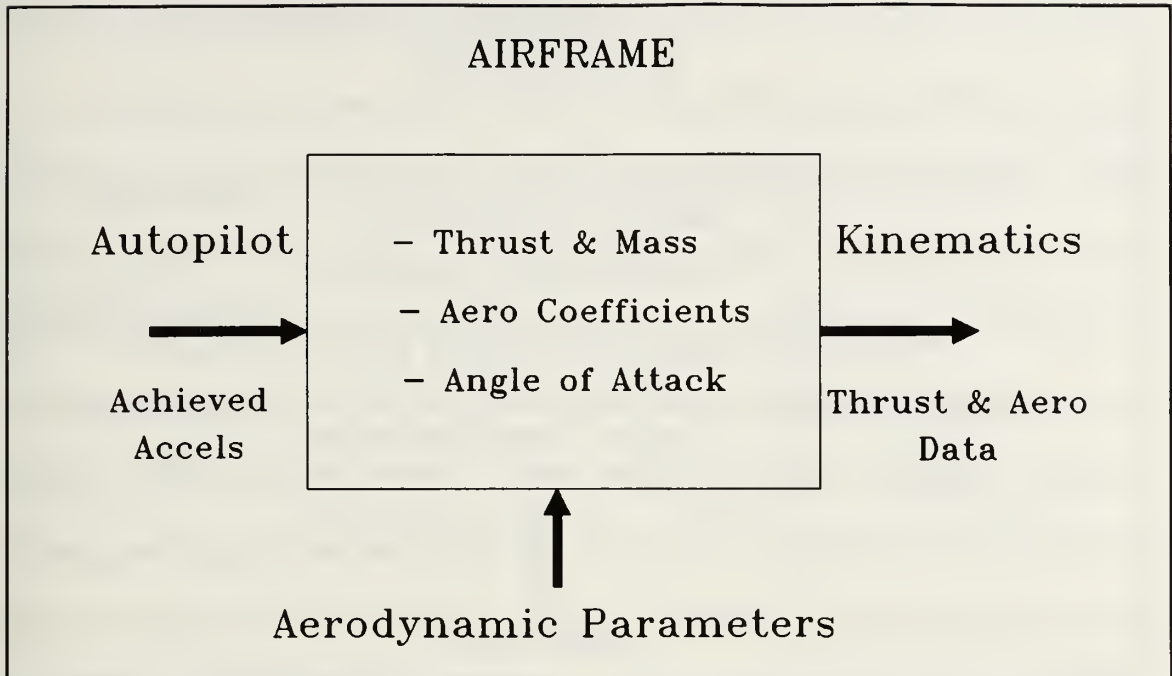 AIRFRAME
Autopilot
Achieved
Accels
– Thrust & Mass
– Aero Coefficients
– Angle of Attack
Kinematics
Thrust & Aero
Data
Aerodynamic Parameters